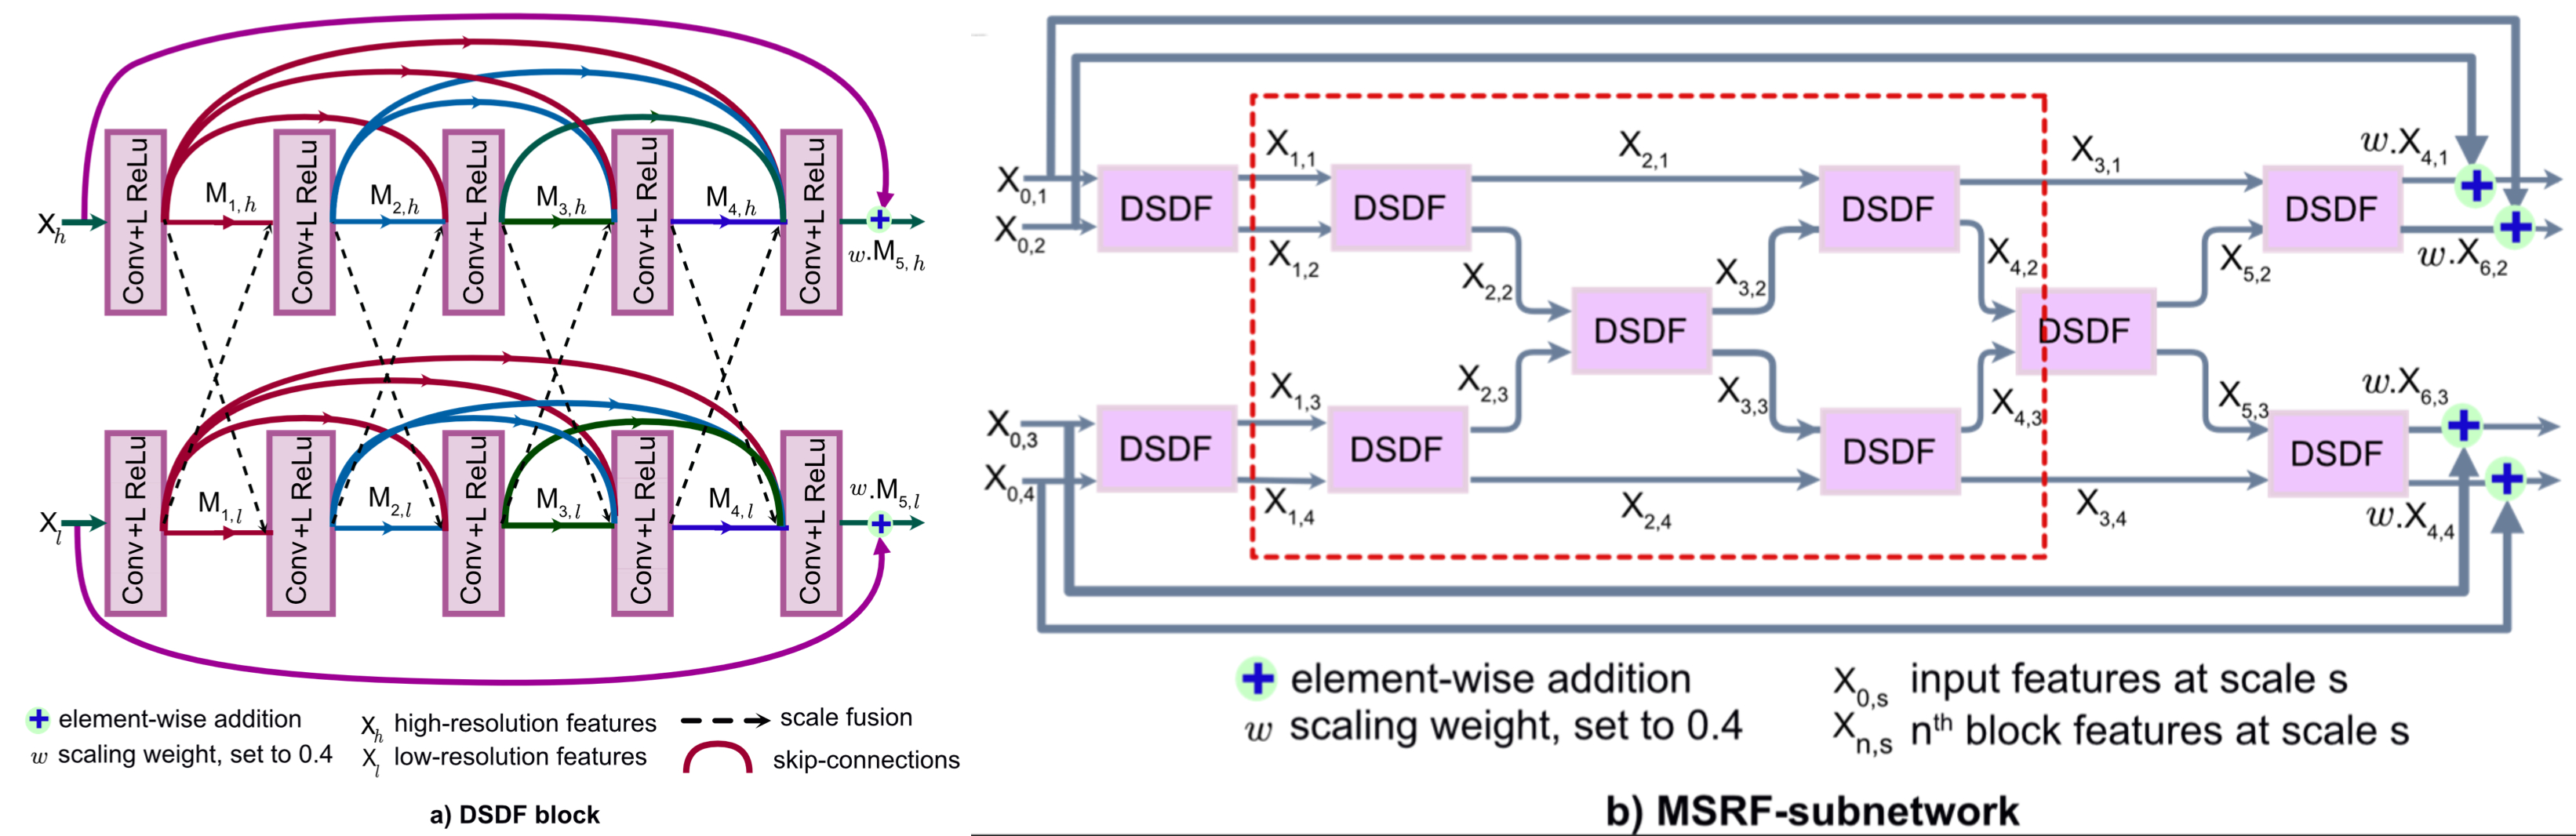 Conv+L ReLu
Conv+L ReLu
Conv+L ReLu
Conv+L ReLu
Conv+L ReLu
X_h
M_{1,h}
M_{2,h}
M_{3,h}
M_{4,h}
w.M_{5,h}
Conv+L ReLu
Conv+L ReLu
Conv+L ReLu
Conv+L ReLu
Conv+L ReLu
X_l
M_{1,l}
M_{2,l}
M_{3,l}
M_{4,l}
w.M_{5,l}
+ element-wise addition
w scaling weight, set to 0.4
X_h high-resolution features
X_l low-resolution features
scale fusion
skip-connections
a) DSDF block
X_{0,1}
X_{0,2}
DSDF
X_{1,1}
X_{1,2}
DSDF
X_{2,1}
X_{2,2}
DSDF
X_{3,2}
DSDF
X_{3,1}
X_{4,2}
DSDF
X_{5,2}
DSDF
w.X_{4,1}
w.X_{6,2}
X_{0,3}
X_{0,4}
DSDF
X_{1,3}
X_{1,4}
DSDF
X_{2,3}
X_{2,4}
X_{3,3}
DSDF
X_{4,3}
X_{3,4}
X_{5,3}
DSDF
w.X_{6,3}
w.X_{4,4}
+ element-wise addition
w scaling weight, set to 0.4
X_{0,s} input features at scale s
X_{n,s} n^{th} block features at scale s
b) MSRF-subnetwork